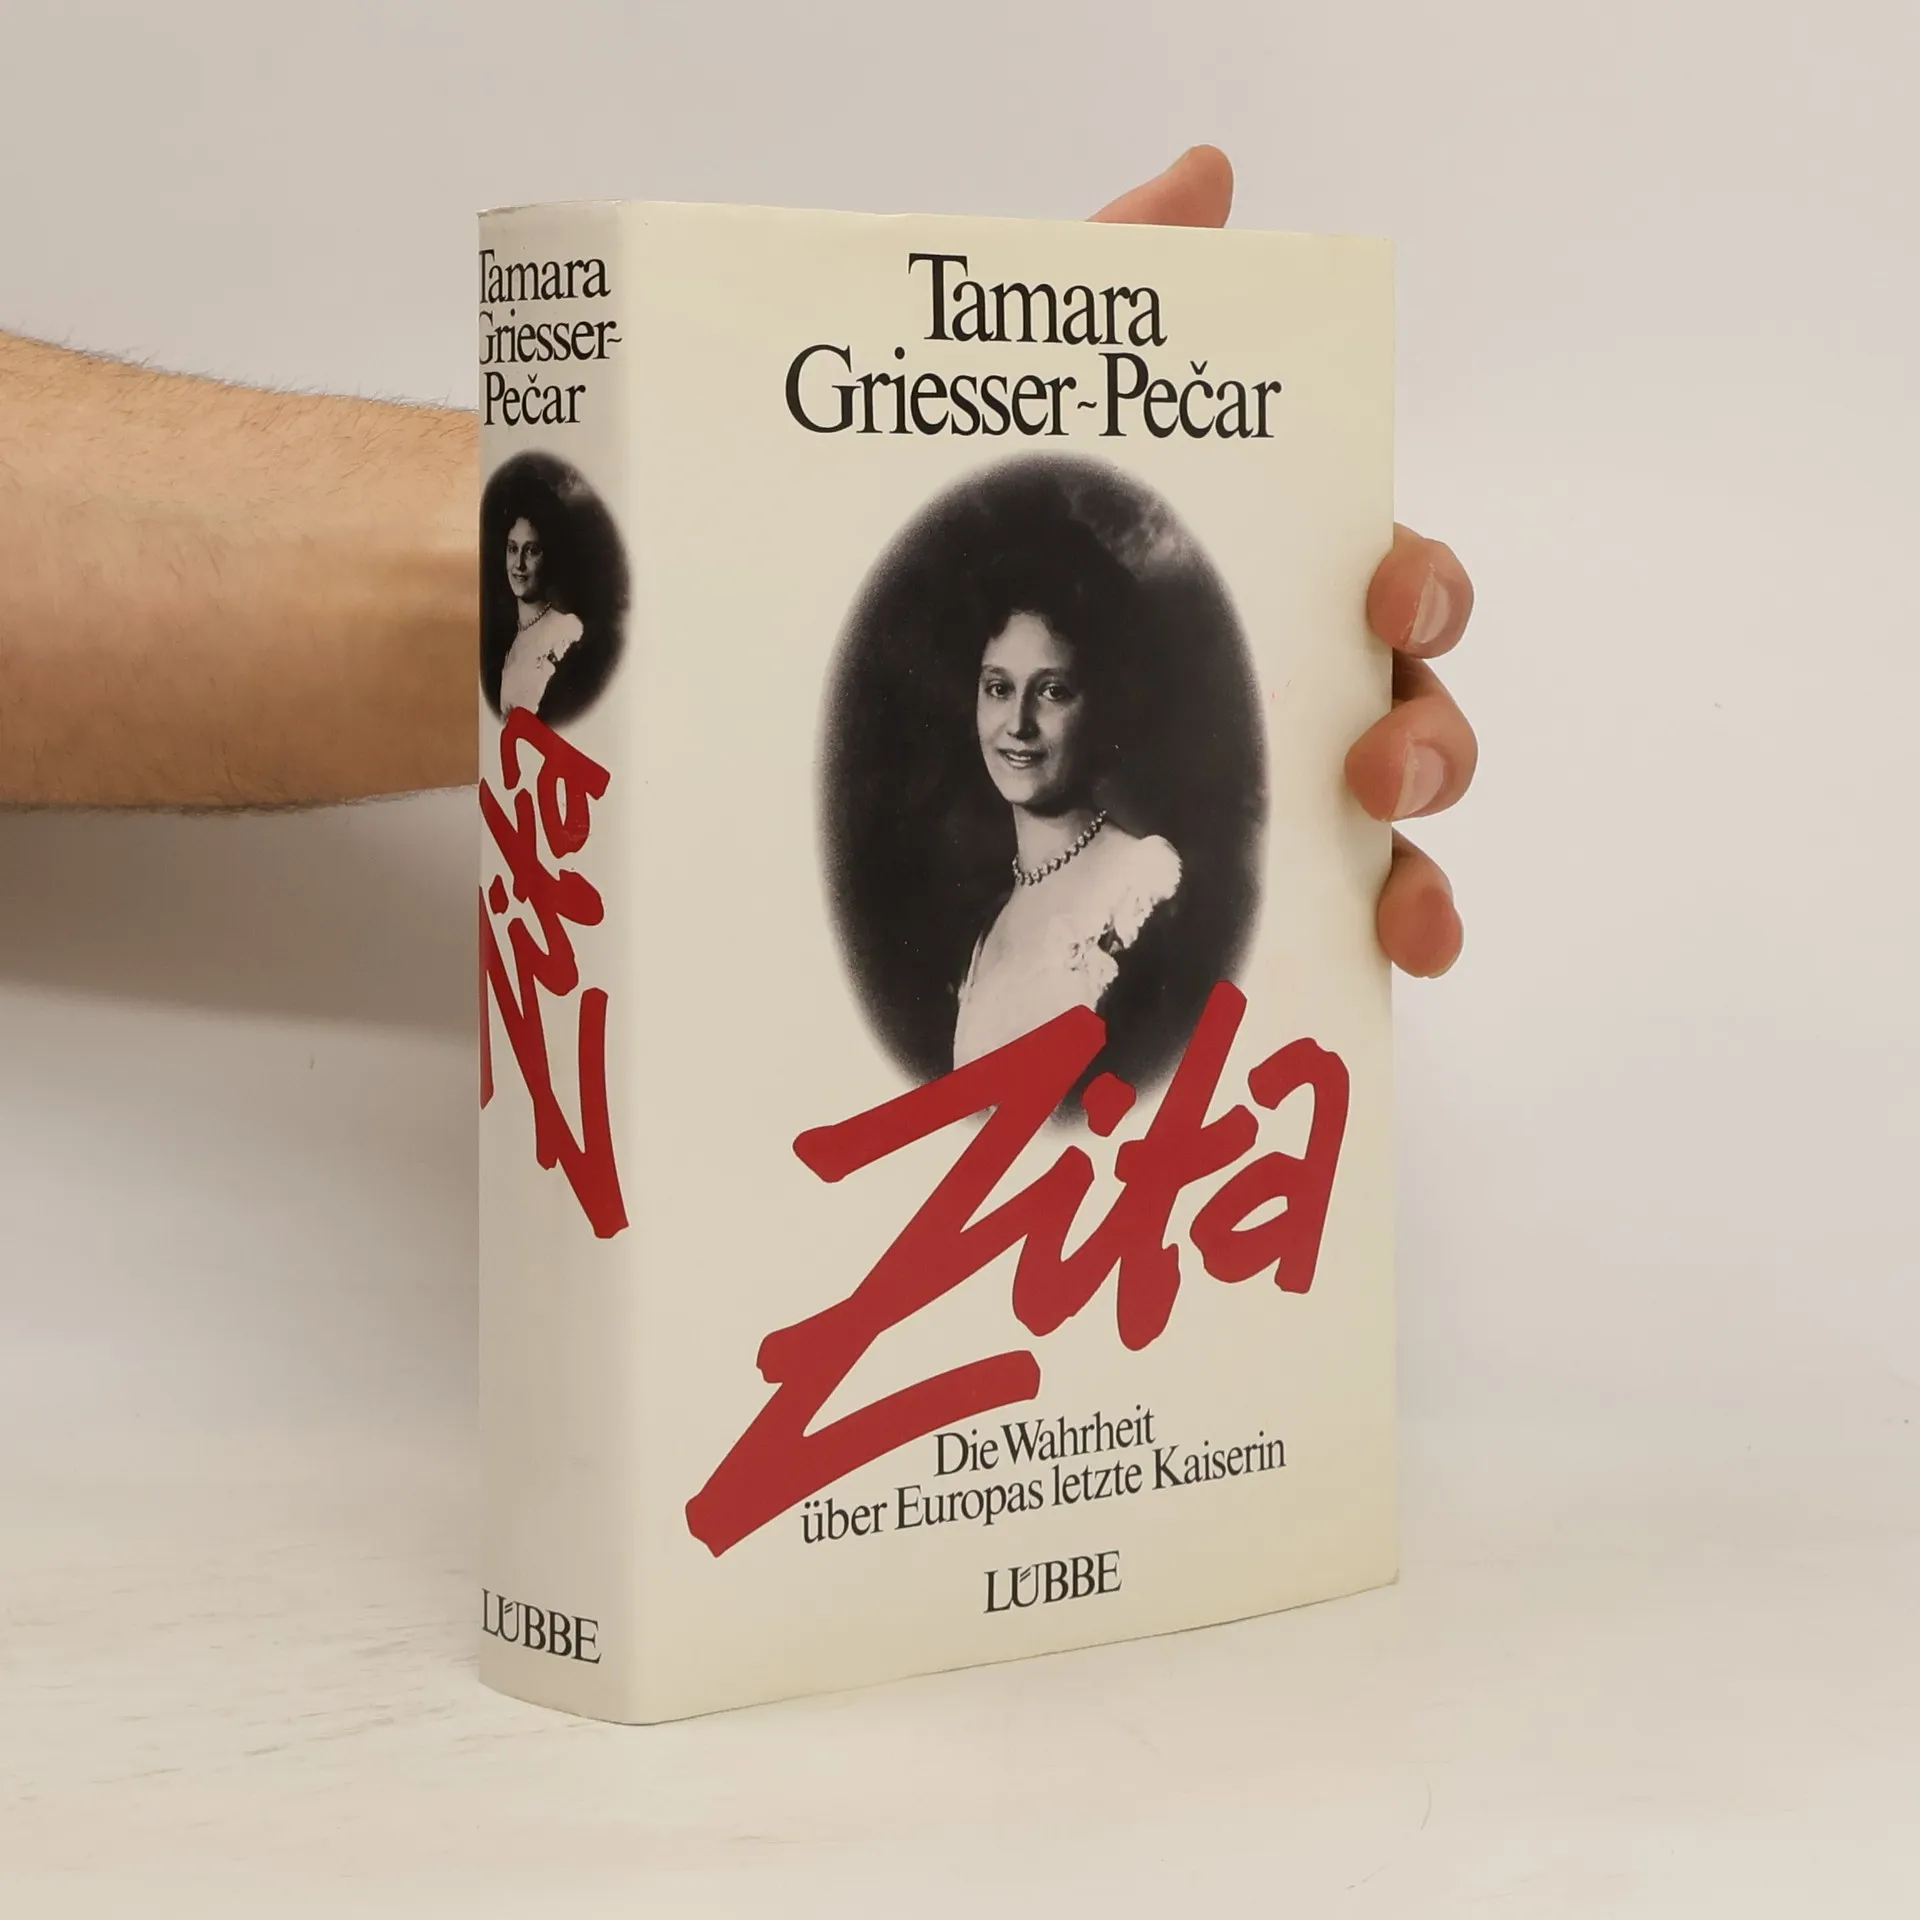 Tamara
Griesser-
Pečar
Zita
LÜBBE
Tamara
Griesser-Pečar
Zita
Die Wahrheit
über Europas letzte Kaiserin
LÜBBE